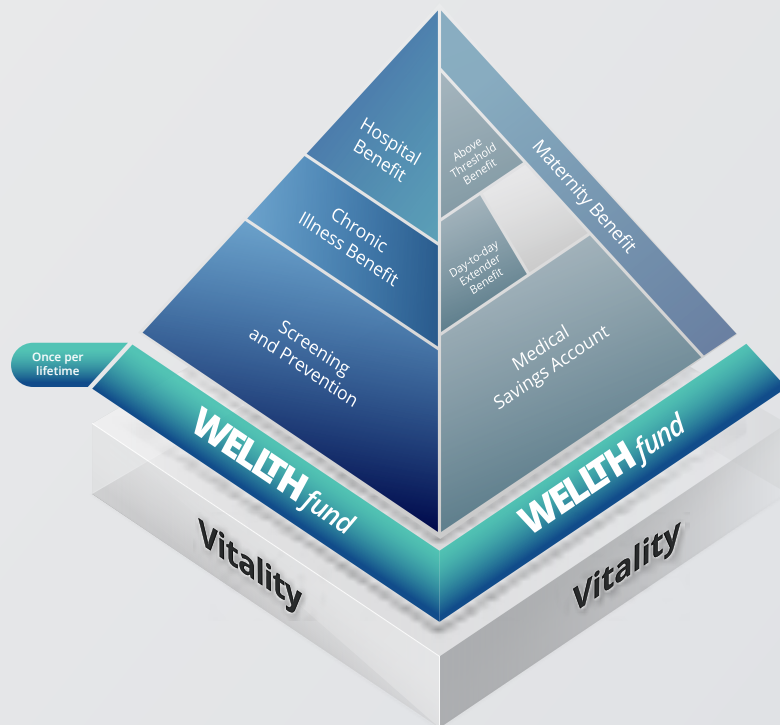 Hospital
Benefit
Chronic
Illness Benefit
Screening
and Prevention
Above
Threshold
Benefit
Maternity Benefit
Day-to-day
Extender
Benefit
Medical
Savings Account
Once per
lifetime
WELLTH fund
WELLTH fund
Vitality
Vitality